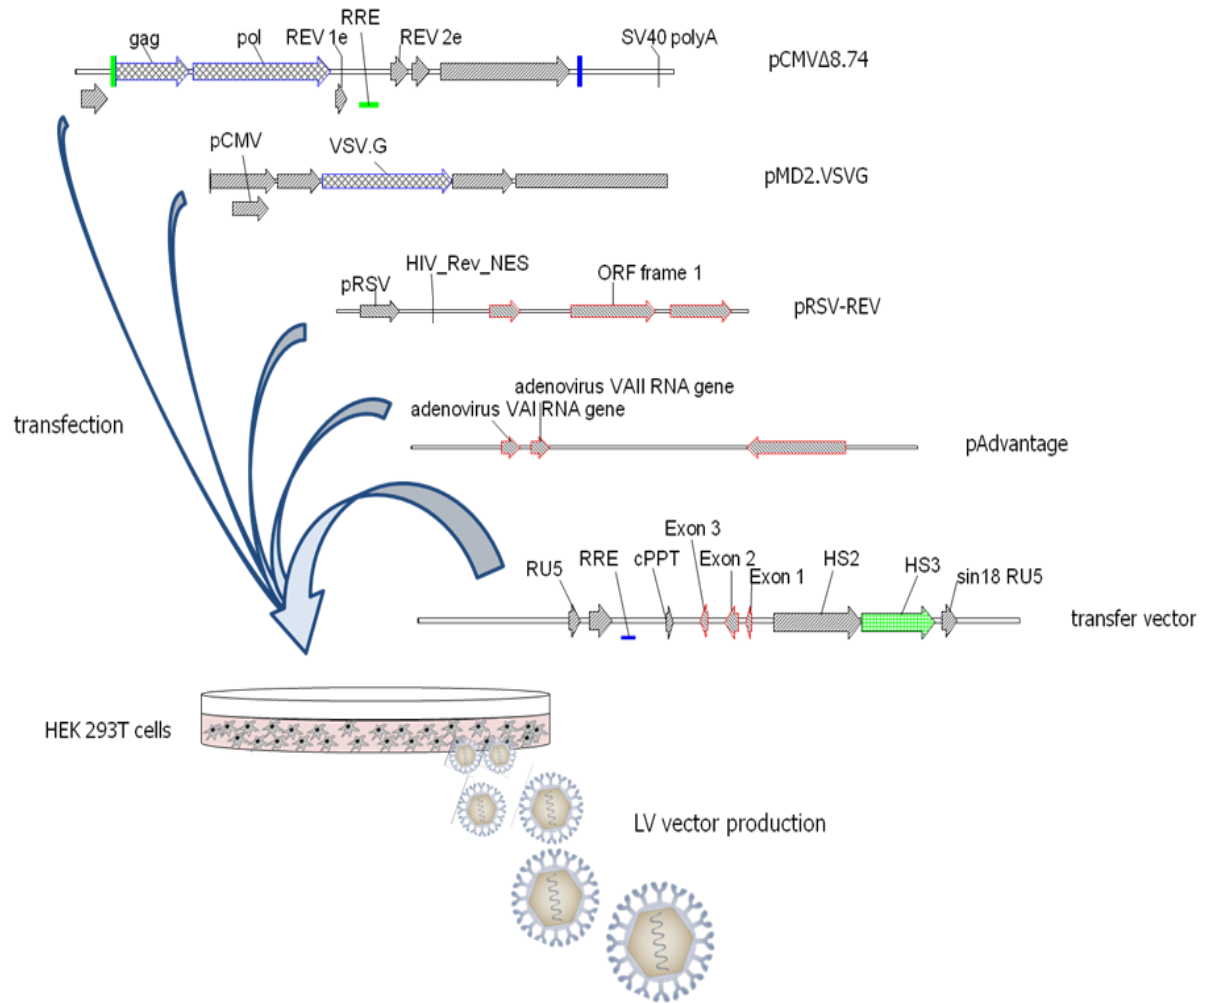 RRE
gag pol REV 1e REV 2e SV40 polyA
pCMVΔ8.74
pCMV VSV.G
pMD2.VSVG
HIV_Rev_NES
pRSV ORF frame 1
pRSV-REV
adenovirus VAII RNA gene
adenovirus VAI RNA gene
transfection
pAdvantage
Exon 3
RU5 RRE cPPT Exon 2 HS2 HS3
Exon 1 sin18 RU5
transfer vector
HEK 293T cells
LV vector production